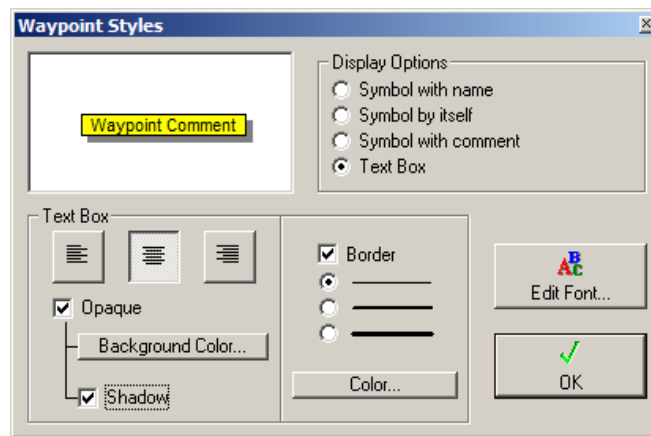 Waypoint Styles
Waypoint Comment
Display Options
Symbol with name
Symbol by itself
Symbol with comment
Text Box
Text Box
Opaque
Background Color...
Shadow
Border
Color...
ABC
Edit Font...
OK